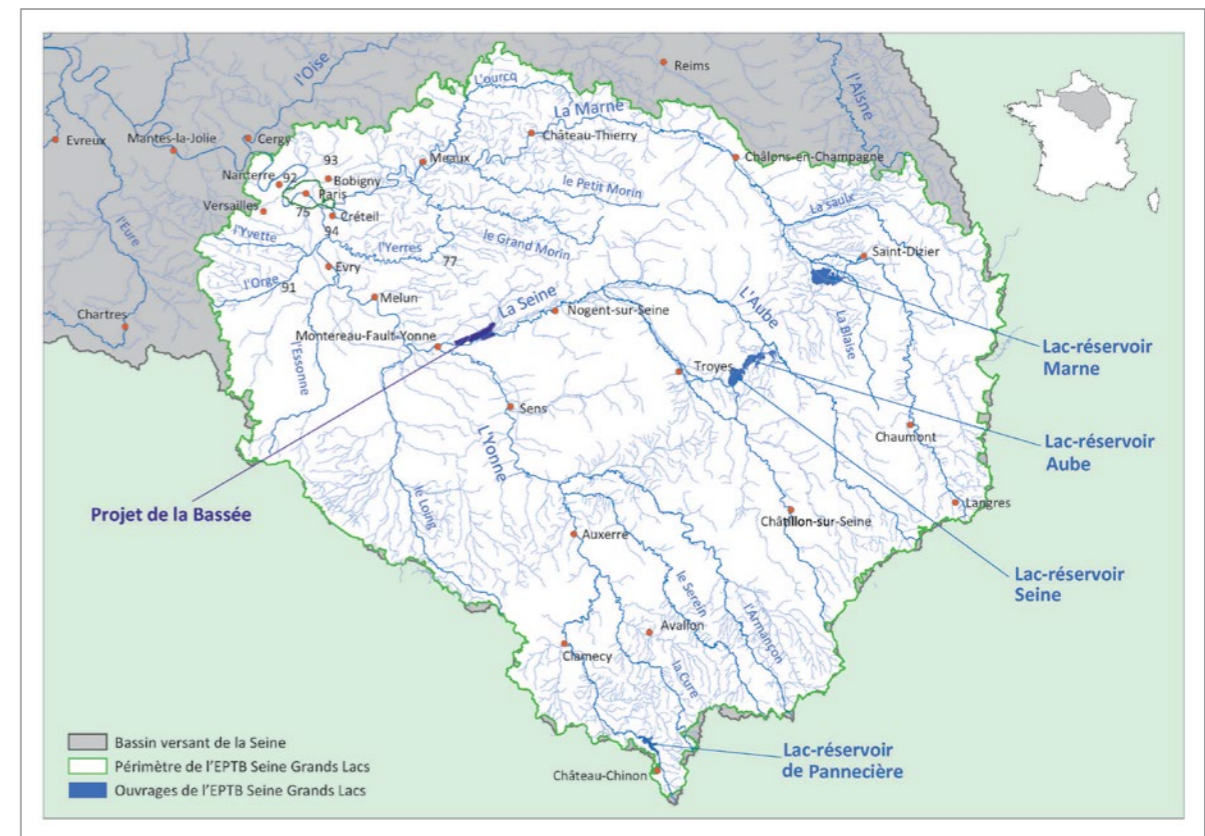 l'Oise
Reims
L'ourcq
l'Aisne
La Marne
Evreux
Mantes-la-Jolie
Cergy
Château-Thierry
Châlons-en-Champagne
93
Meaux
Nanterre
92
Bobigny
le Petit Morin
Paris
Versailles
75
Créteil
La saulx
94
l'Yvette
l'Yerres
le Grand Morin
Saint-Dizier
l'Eure
77
Evry
l'Orge
91
Melun
La Seine
L'Aube
Nogent-sur-Seine
La Blaise
Chartres
Montereau-Fault-Yonne
Lac-réservoir
Marne
l'Essonne
Troyes
Sens
Chaumont
Lac-réservoir
Aube
L'Yonne
le Loing
Langres
Projet de la Bassée
Châtillon-sur-Seine
Auxerre
Lac-réservoir
Seine
le Serein
l'Armançon
Avallon
Clamecy
la Cure
Bassin versant de la Seine
Périmètre de l'EPTB Seine Grands Lacs
Ouvrages de l'EPTB Seine Grands Lacs
Lac-réservoir
de Pannecière
Château-Chinon